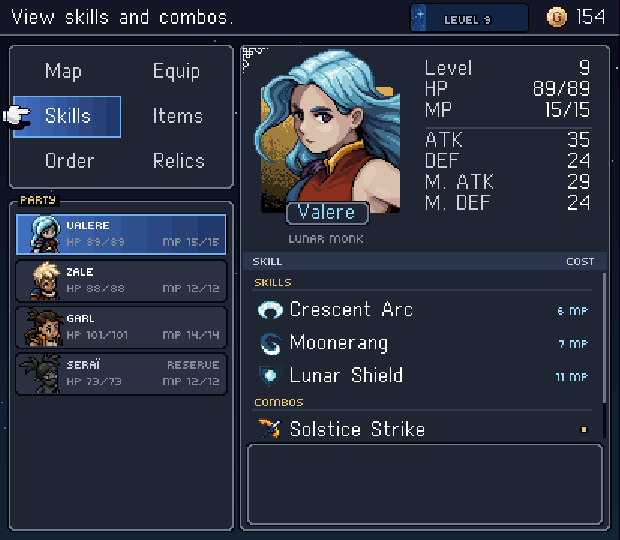 View skills and combos.
LEVEL 9
G 154
Map Equip
Skills Items
Order Relics
PARTY
VALERE
HP 89/89 MP 15/15
ZALE
HP 88/88 MP 12/12
GARL
HP 101/101 MP 14/14
SERAÏ RESERVE
HP 73/73 MP 12/12
Valere
LUNAR MONK
Level 9
HP 89/89
MP 15/15
ATK 35
DEF 24
M. ATK 29
M. DEF 24
SKILL COST
SKILLS
Crescent Arc 6 MP
Moonerang 7 MP
Lunar Shield 11 MP
COMBOS
Solstice Strike